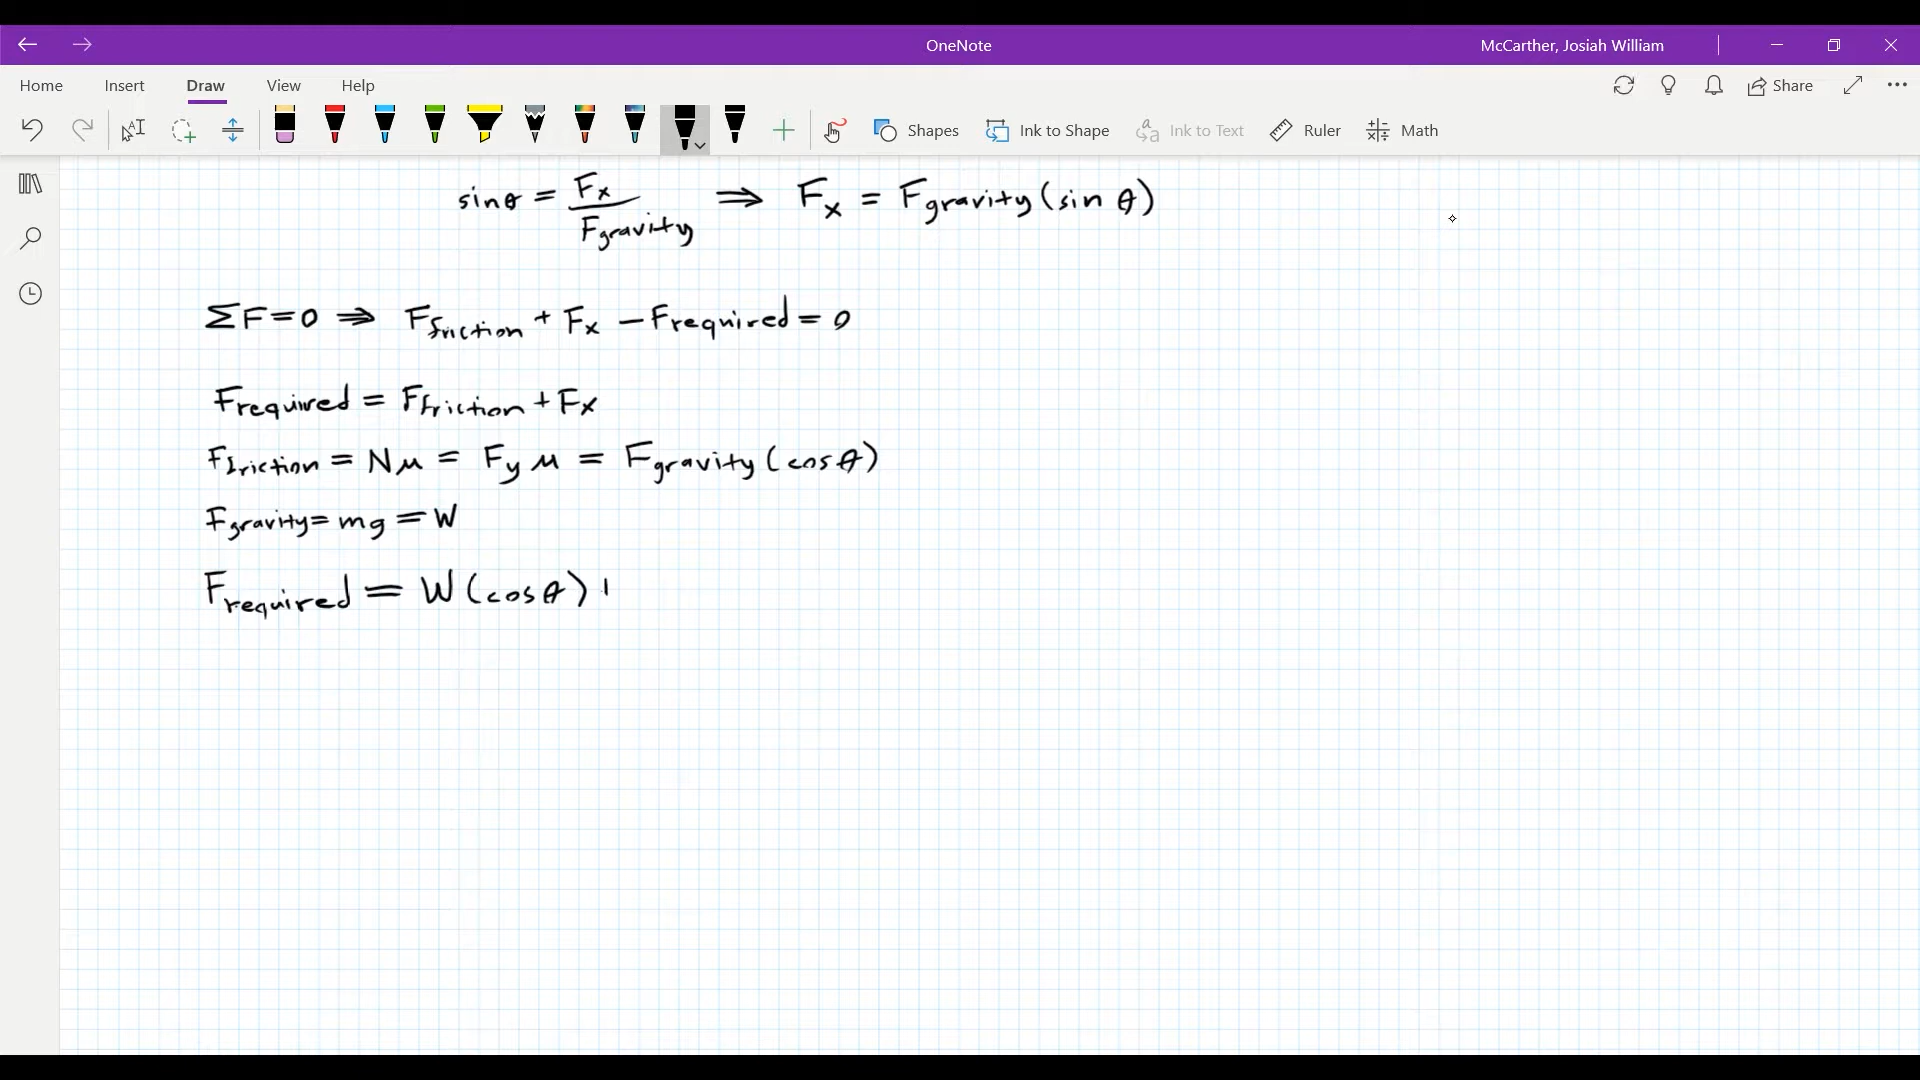 OneNote
McCarther, Josiah William
Home Insert Draw View Help
Share
Shapes Ink to Shape Ink to Text Ruler Math
sinθ = Fx / Fgravity ⇒ Fx = Fgravity(sin θ)
ΣF=0 ⇒ Ffriction + Fx − Frequired = 0
Frequired = Ffriction + Fx
Ffriction = Nμ = Fy μ = Fgravity(cosθ)
Fgravity = mg = W
Frequired = W(cosθ)